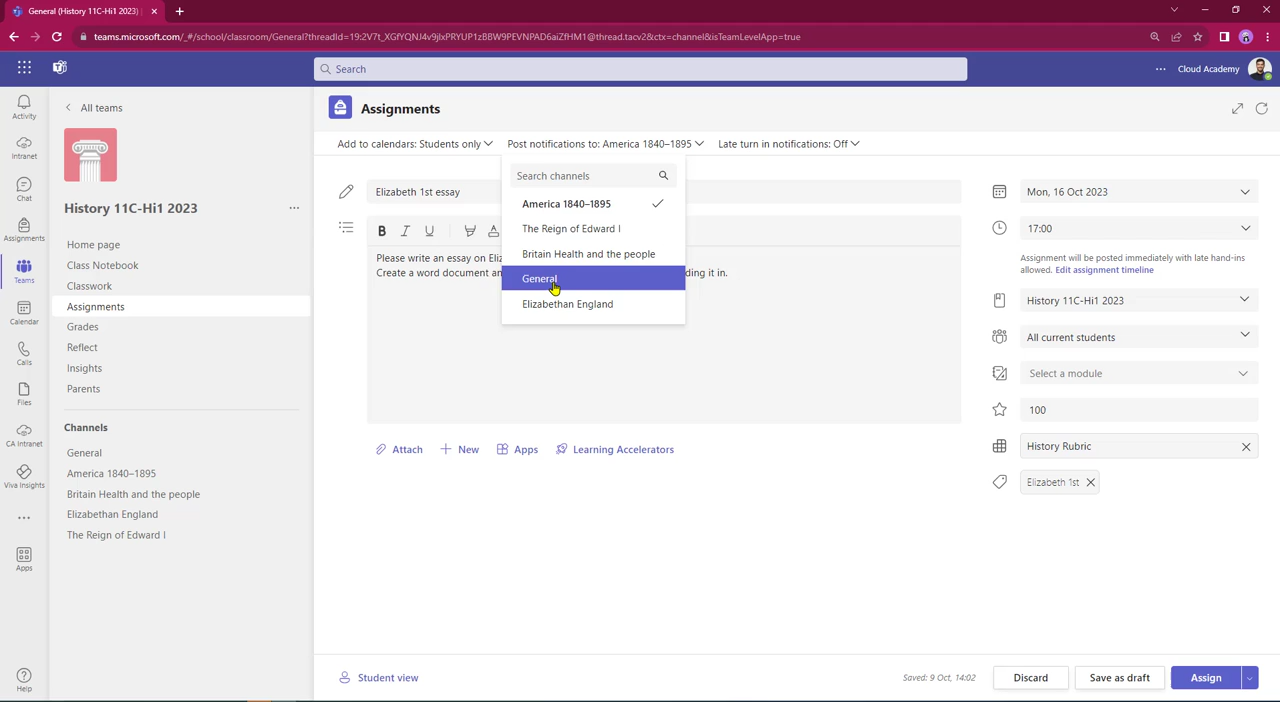 General (History 11C-Hi1 2023)
teams.microsoft.com/_#/school/classroom/General?threadId=19:2V7t_XGfYQNJ4v9jlxPRYUP1zBBW9PEVNPAD6aiZfHM1@thread.tacv2&ctx=channel&isTeamLevelApp=true
Search
Cloud Academy
Activity
Intranet
Chat
Assignments
Teams
Calendar
Calls
Files
CA Intranet
Viva Insights
Apps
Help
All teams
History 11C-Hi1 2023
Home page
Class Notebook
Classwork
Assignments
Grades
Reflect
Insights
Parents
Channels
General
America 1840–1895
Britain Health and the people
Elizabethan England
The Reign of Edward I
Assignments
Add to calendars: Students only
Post notifications to: America 1840–1895
Late turn in notifications: Off
Search channels
America 1840–1895
The Reign of Edward I
Britain Health and the people
General
Elizabethan England
Elizabeth 1st essay
B I U A
Please write an essay on Eliz
Create a word document an ding it in.
Attach
New
Apps
Learning Accelerators
Mon, 16 Oct 2023
17:00
Assignment will be posted immediately with late hand-ins
allowed. Edit assignment timeline
History 11C-Hi1 2023
All current students
Select a module
100
History Rubric
Elizabeth 1st
Student view
Saved: 9 Oct, 14:02
Discard
Save as draft
Assign